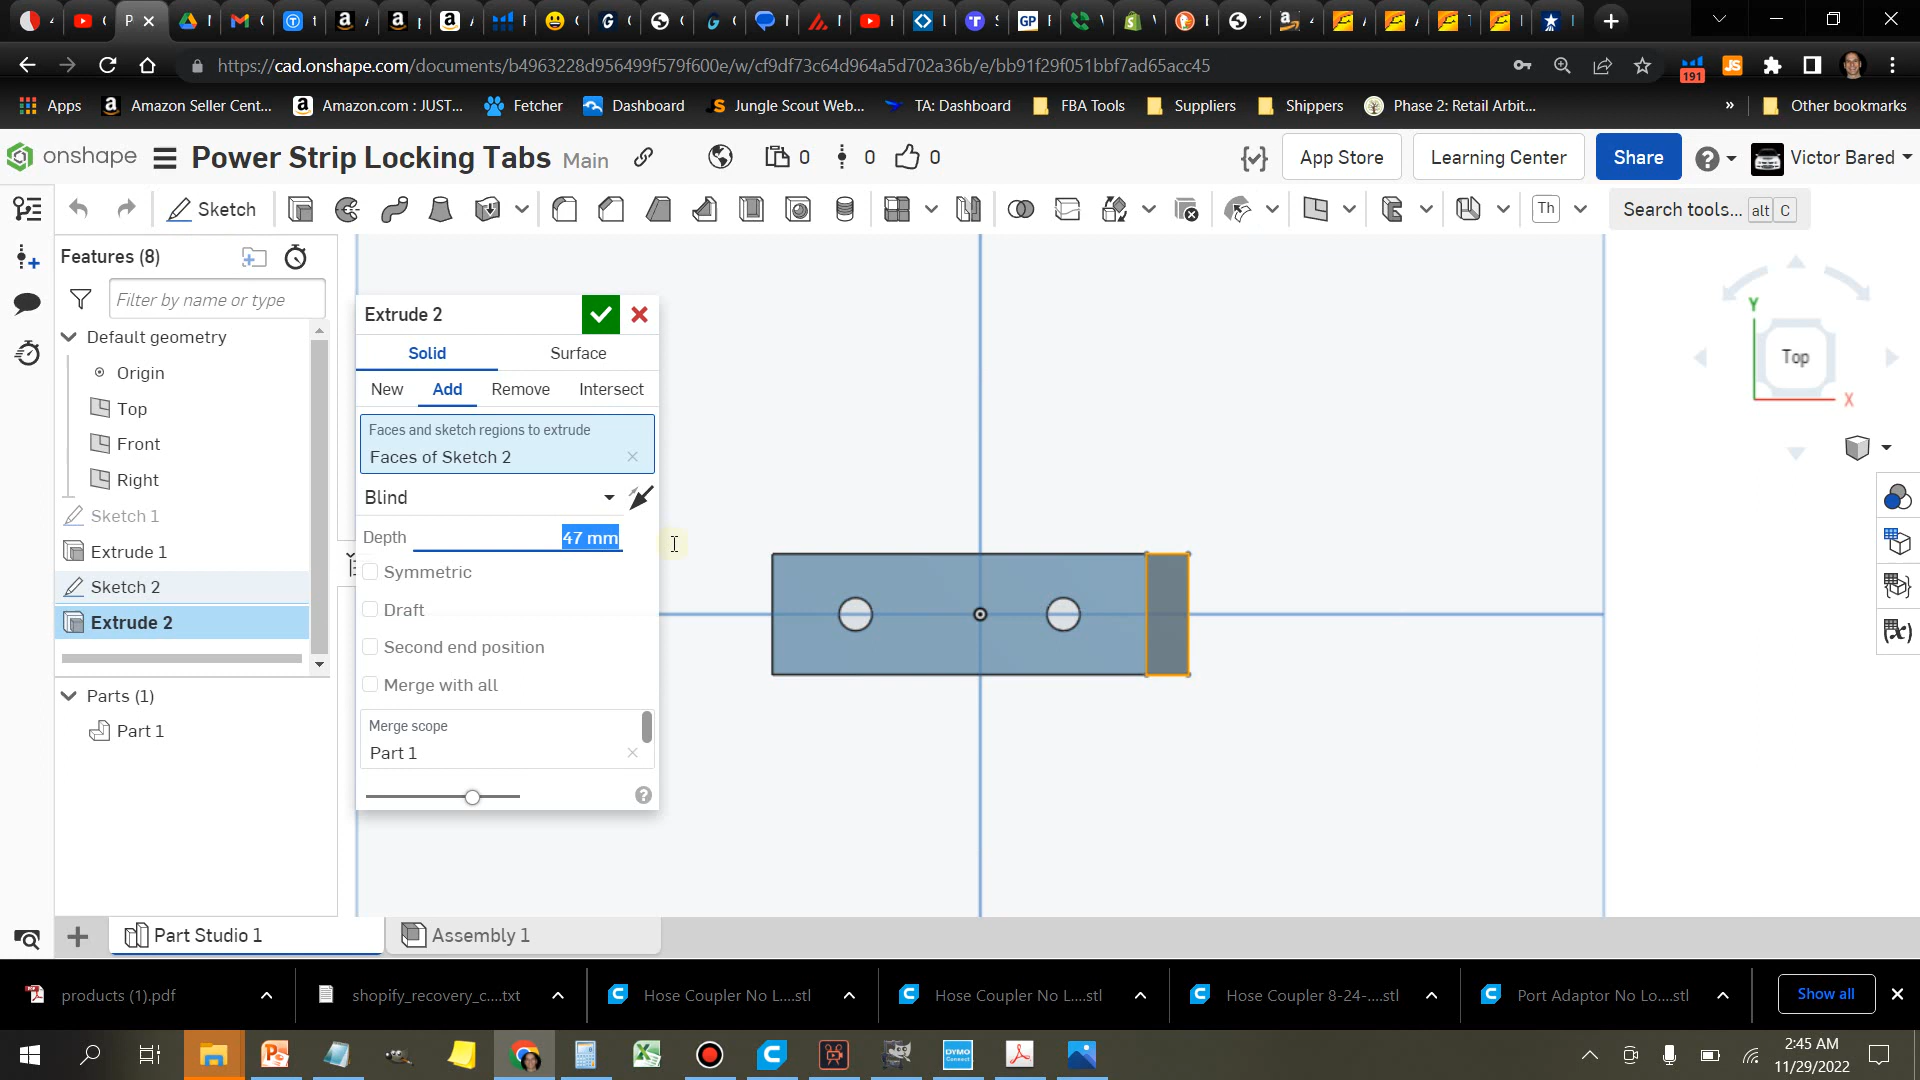 https://cad.onshape.com/documents/b4963228d956499f579f600e/w/cf9df73c64d964a5d702a36b/e/bb91f29f051bbf7ad65acc45
191
JS
Apps
Amazon Seller Cent...
Amazon.com : JUST...
Fetcher
Dashboard
Jungle Scout Web...
TA: Dashboard
FBA Tools
Suppliers
Shippers
Phase 2: Retail Arbit...
»
Other bookmarks
onshape
Power Strip Locking Tabs
Main
0
0
0
App Store
Learning Center
Share
Victor Bared
Sketch
Th
Search tools...
alt
C
Features (8)
Filter by name or type
Default geometry
Origin
Top
Front
Right
Sketch 1
Extrude 1
Sketch 2
Extrude 2
Parts (1)
Part 1
Extrude 2
Solid
Surface
New
Add
Remove
Intersect
Faces and sketch regions to extrude
Faces of Sketch 2
Blind
Depth
47 mm
Symmetric
Draft
Second end position
Merge with all
Merge scope
Part 1
Y
Top
X
Part Studio 1
Assembly 1
products (1).pdf
shopify_recovery_c....txt
Hose Coupler No L....stl
Hose Coupler No L....stl
Hose Coupler 8-24-....stl
Port Adaptor No Lo....stl
Show all
DYMO
2:45 AM
11/29/2022